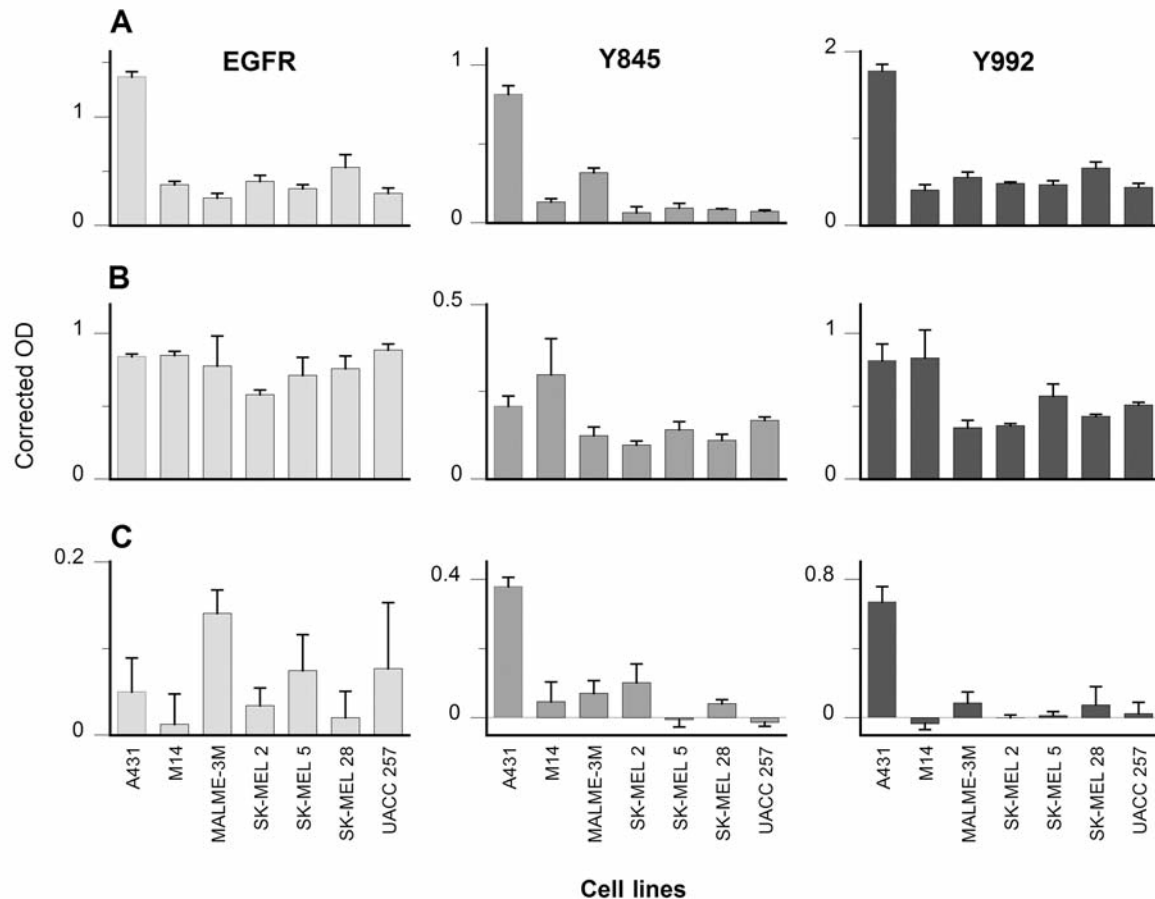 A
EGFR
Y845
Y992
1
0
1
0
2
1
0
B
1
0
0.5
0
1
0
Corrected OD
C
0.2
0
0.4
0
0.8
0
A431
M14
MALME-3M
SK-MEL 2
SK-MEL 5
SK-MEL 28
UACC 257
A431
M14
MALME-3M
SK-MEL 2
SK-MEL 5
SK-MEL 28
UACC 257
A431
M14
MALME-3M
SK-MEL 2
SK-MEL 5
SK-MEL 28
UACC 257
Cell lines